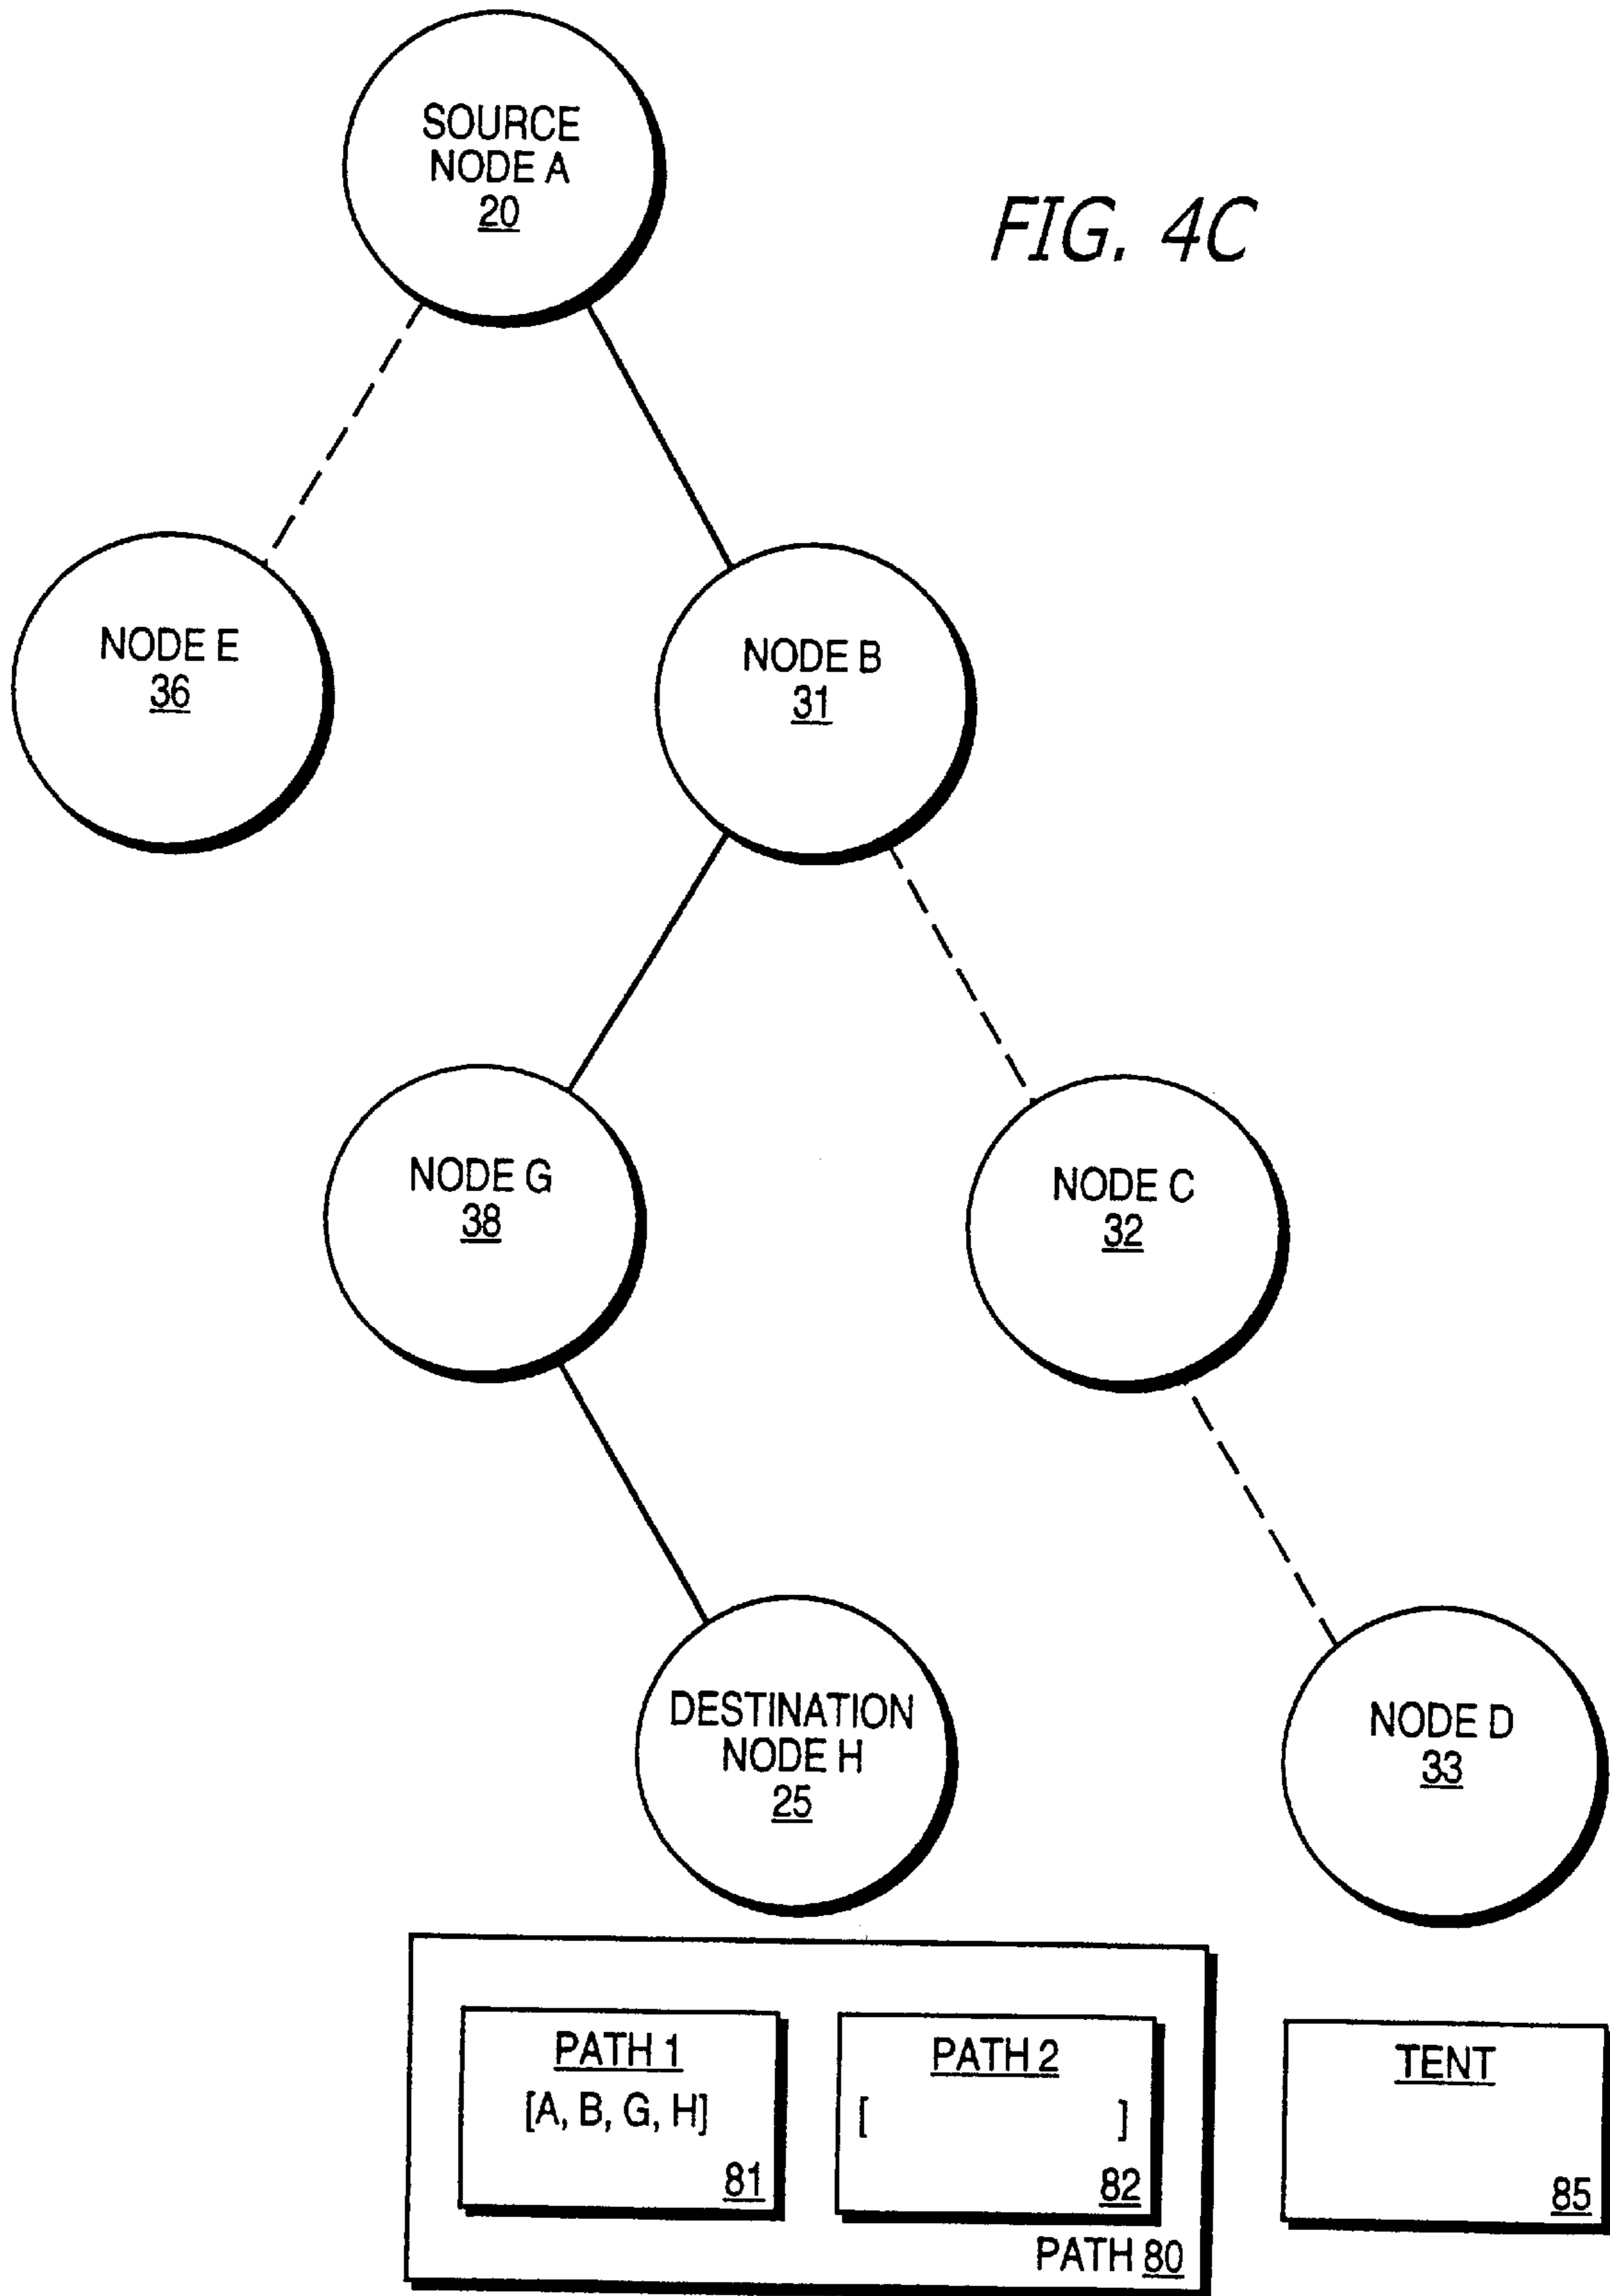 SOURCE
NODE A
20
FIG. 4C
NODE E
36
NODE B
31
NODE G
38
NODE C
32
DESTINATION
NODE H
25
NODE D
33
PATH 1
[A, B, G, H]
81
PATH 2
[ ]
82
PATH 80
TENT
85